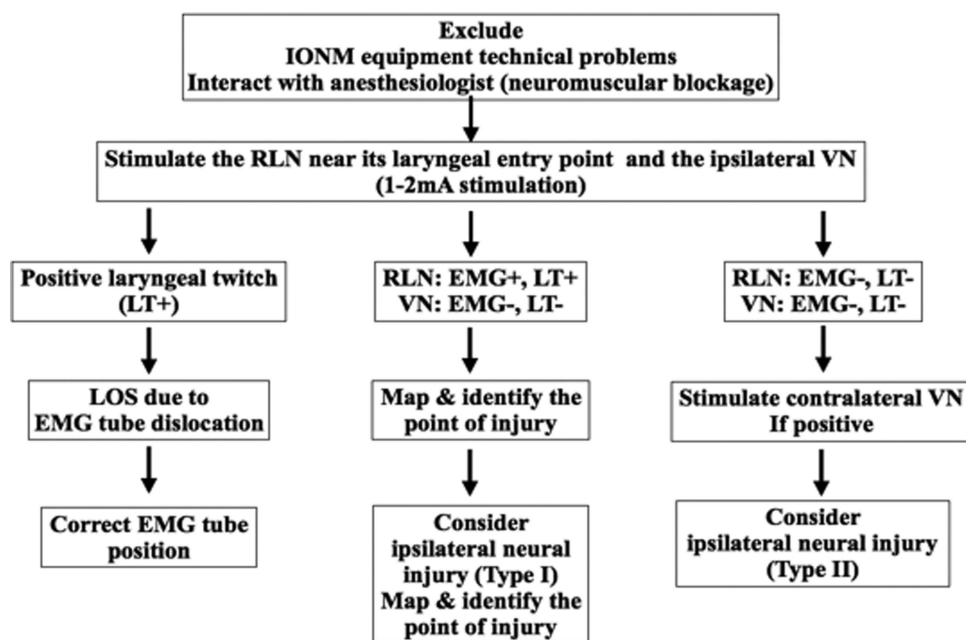 Exclude
IONM equipment technical problems
Interact with anesthesiologist (neuromuscular blockage)
Stimulate the RLN near its laryngeal entry point and the ipsilateral VN
(1-2mA stimulation)
Positive laryngeal twitch
(LT+)
RLN: EMG+, LT+
VN: EMG-, LT-
RLN: EMG-, LT-
VN: EMG-, LT-
LOS due to
EMG tube dislocation
Map & identify the
point of injury
Stimulate contralateral VN
If positive
Correct EMG tube
position
Consider
ipsilateral neural
injury (Type I)
Map & identify the
point of injury
Consider
ipsilateral neural injury
(Type II)